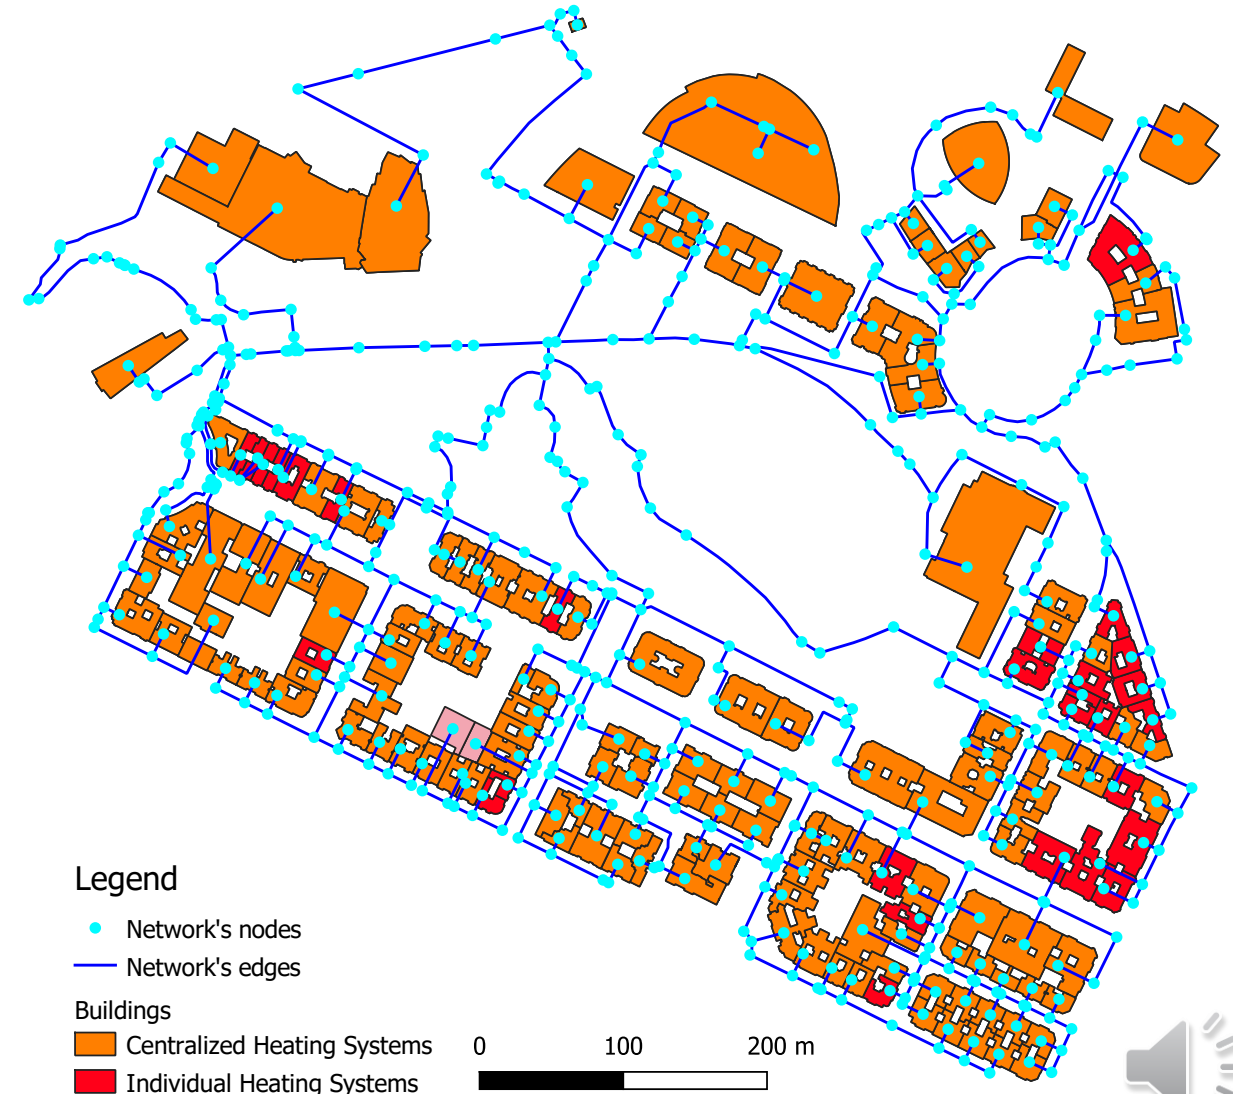 Legend
Network's nodes
Network's edges
Buildings
Centralized Heating Systems
Individual Heating Systems
0 100 200 m